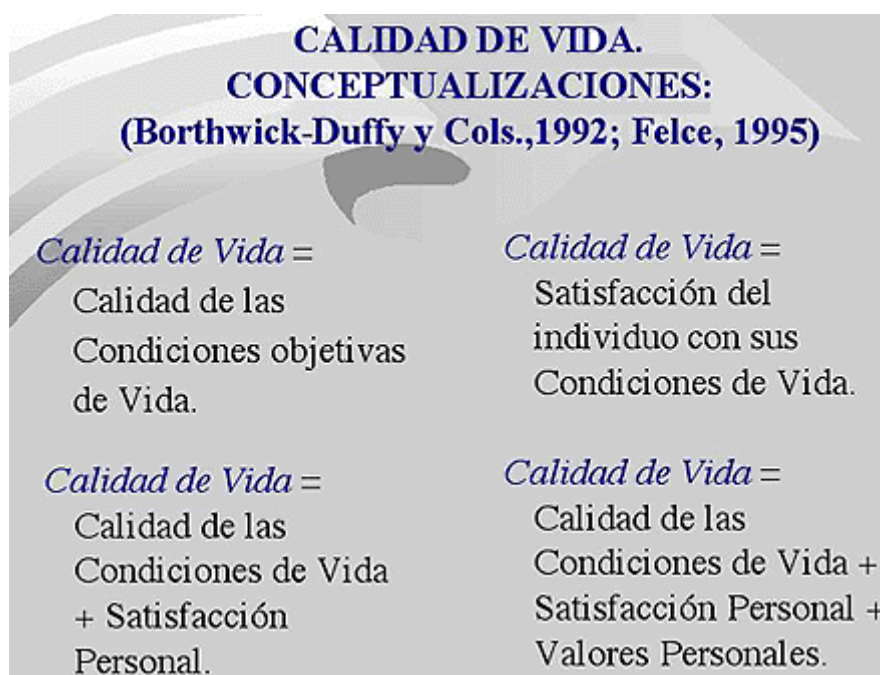 CALIDAD DE VIDA.
CONCEPTUALIZACIONES:
(Borthwick-Duffy y Cols.,1992; Felce, 1995)
Calidad de Vida =
Calidad de las
Condiciones objetivas
de Vida.
Calidad de Vida =
Satisfacción del
individuo con sus
Condiciones de Vida.
Calidad de Vida =
Calidad de las
Condiciones de Vida
+ Satisfacción
Personal.
Calidad de Vida =
Calidad de las
Condiciones de Vida +
Satisfacción Personal +
Valores Personales.